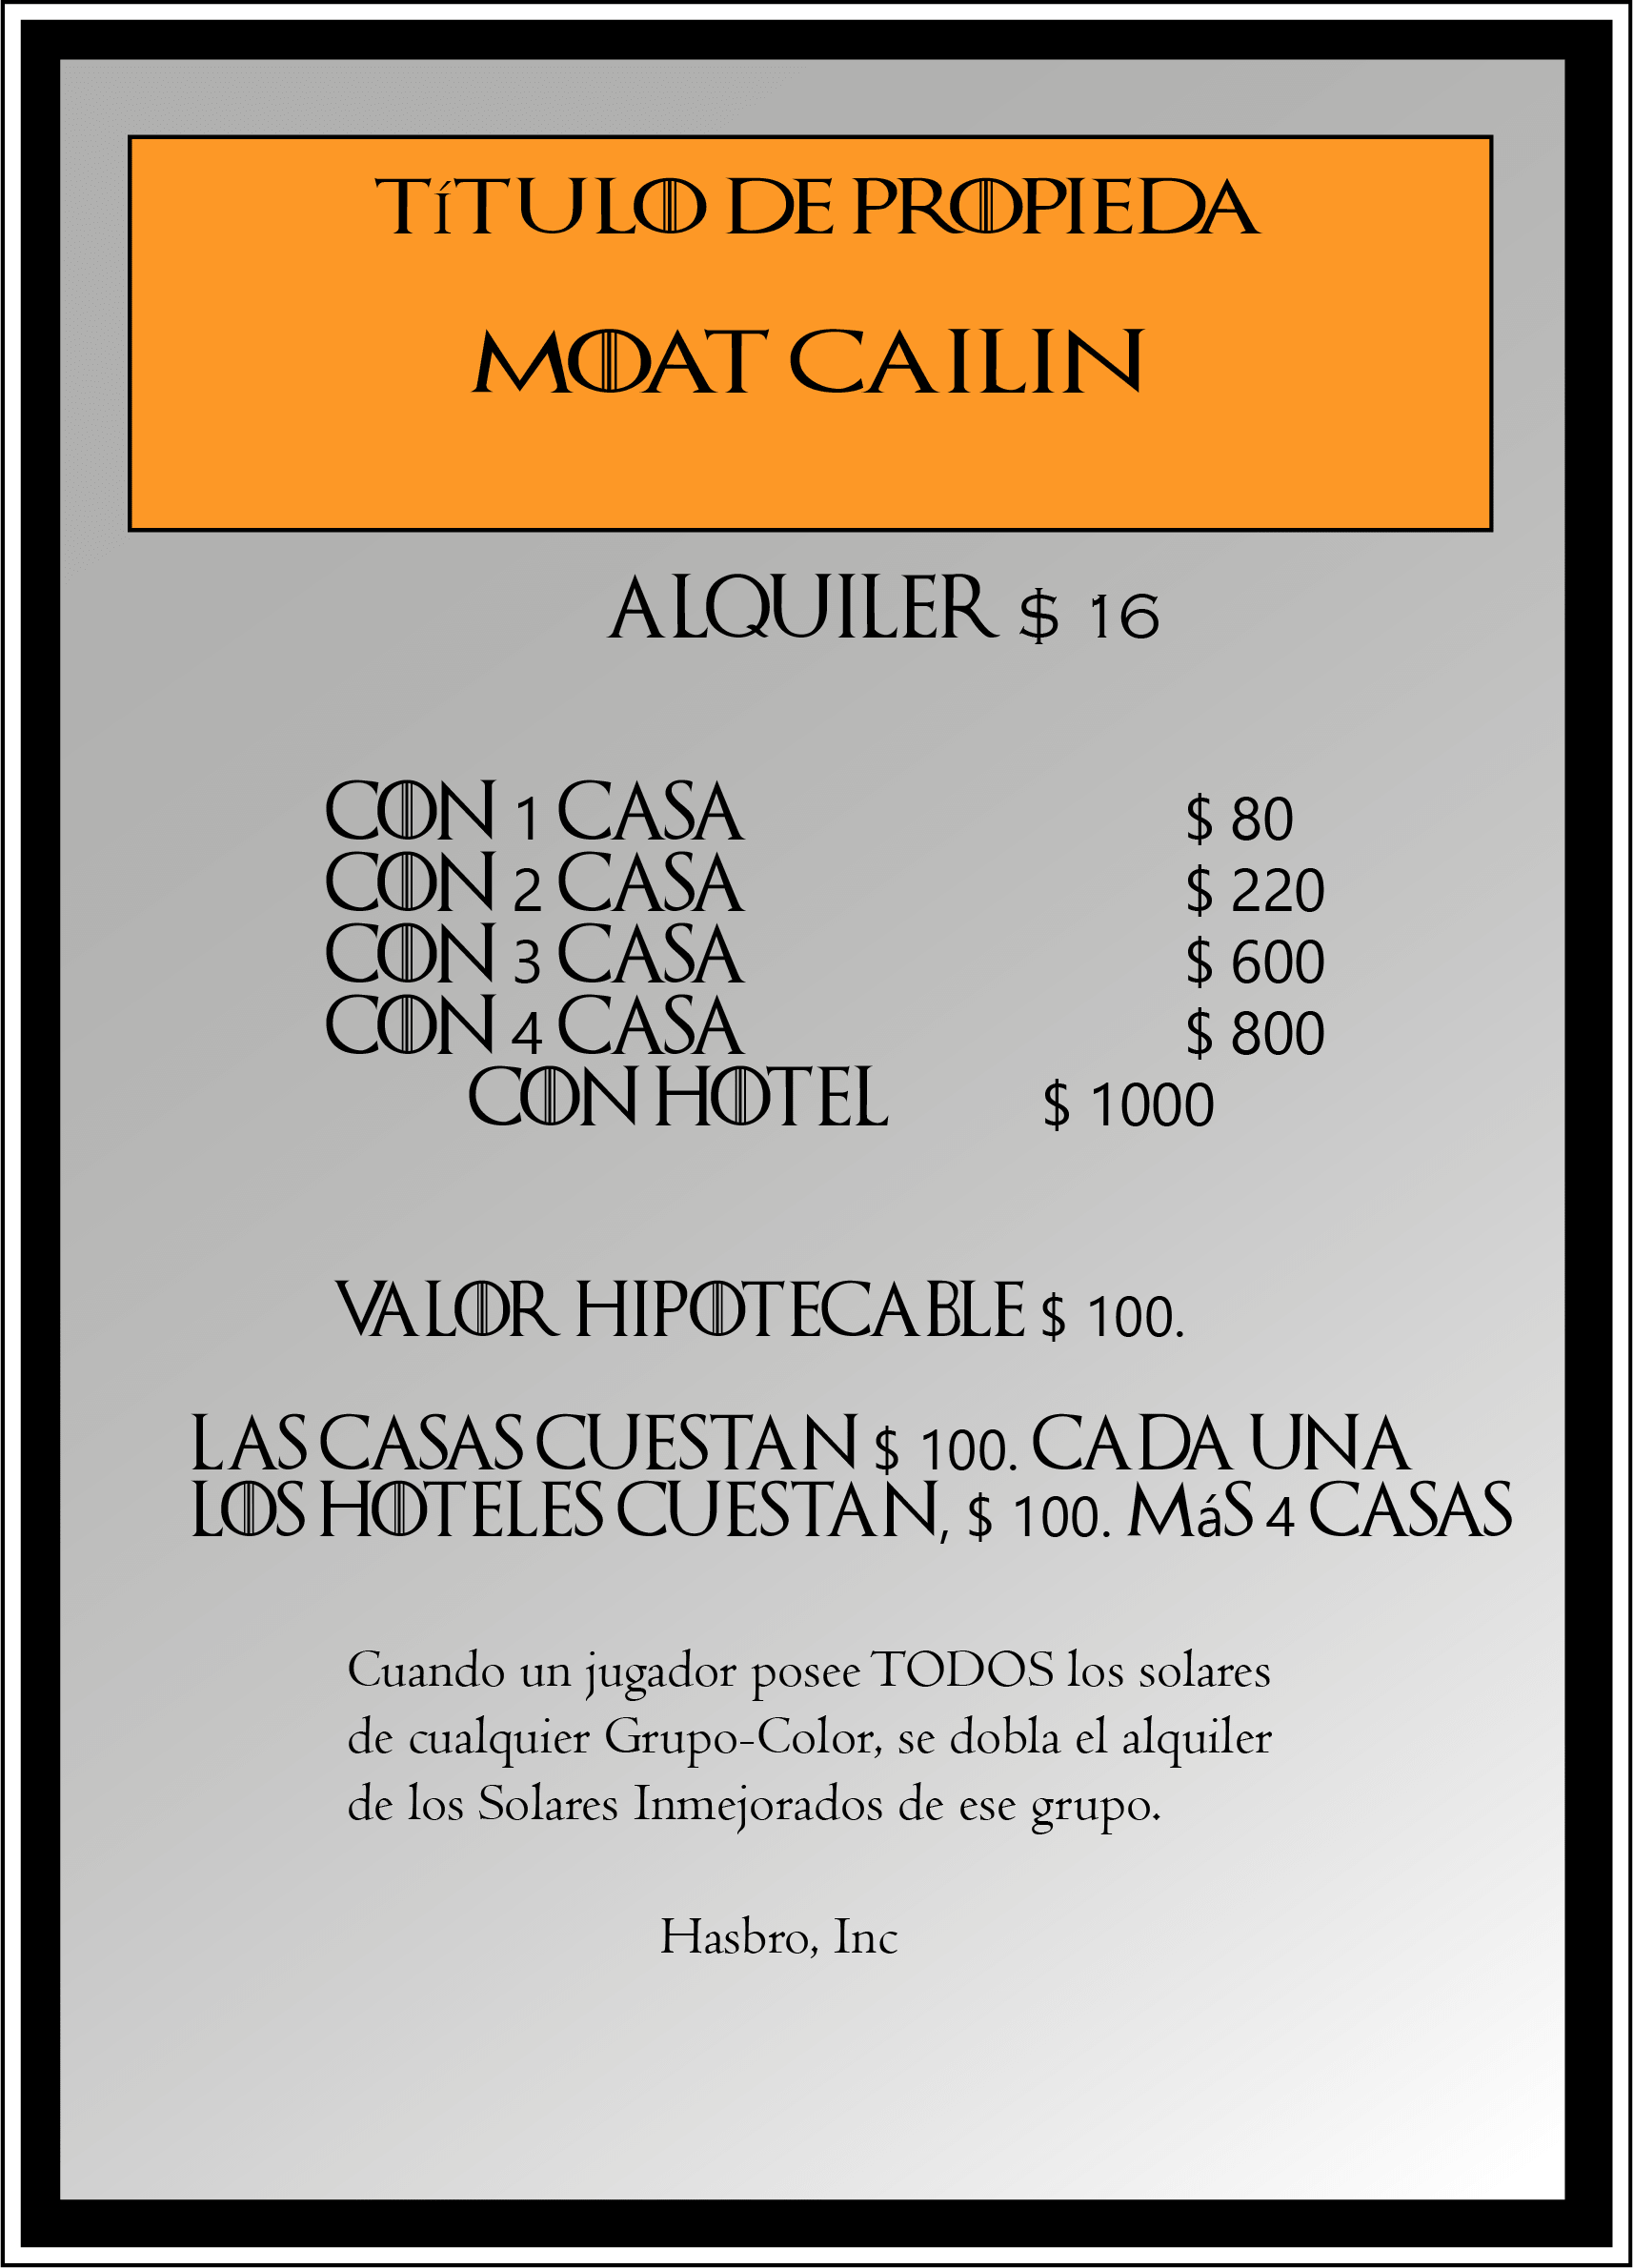 TíTULO DE PROPIEDA
MOAT CAILIN
ALQUILER $ 16
CON 1 CASA $ 80
CON 2 CASA $ 220
CON 3 CASA $ 600
CON 4 CASA $ 800
CON HOTEL $ 1000
VALOR HIPOTECABLE $ 100.
LAS CASAS CUESTAN $ 100. CADA UNA
LOS HOTELES CUESTAN, $ 100. MáS 4 CASAS
Cuando un jugador posee TODOS los solares
de cualquier Grupo-Color, se dobla el alquiler
de los Solares Inmejorados de ese grupo.
Hasbro, Inc